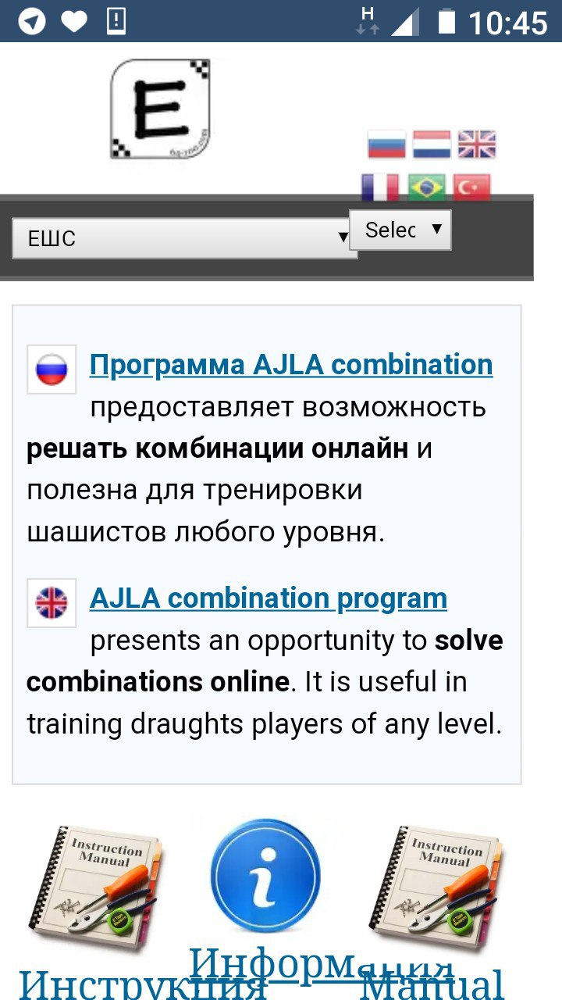 H
10:45
E
ЕШС
Selec
Программа AJLA combination
предоставляет возможность
решать комбинации онлайн и
полезна для тренировки
шашистов любого уровня.
AJLA combination program
presents an opportunity to solve
combinations online. It is useful in
training draughts players of any level.
Instruction
Manual
Instruction
Manual
Информация
Инструкция
Manual